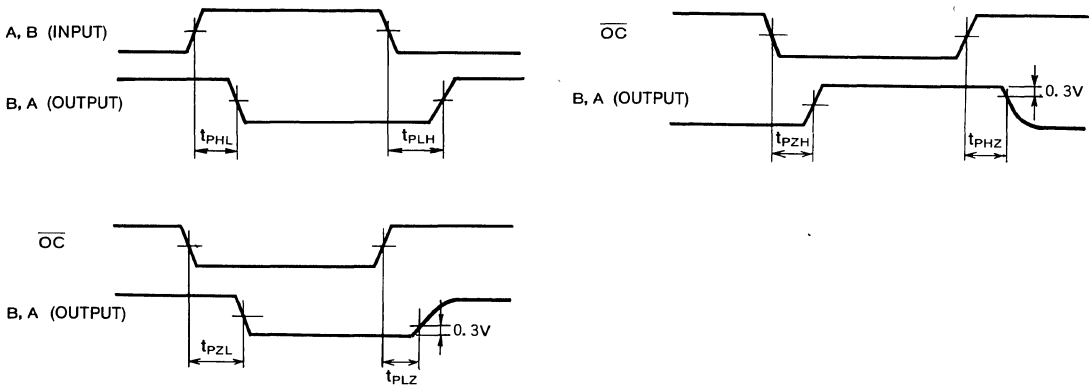 A, B (INPUT)
B, A (OUTPUT)
tPHL
tPLH
OC
B, A (OUTPUT)
0.3V
tPZH
tPHZ
OC
B, A (OUTPUT)
0.3V
tPZL
tPLZ